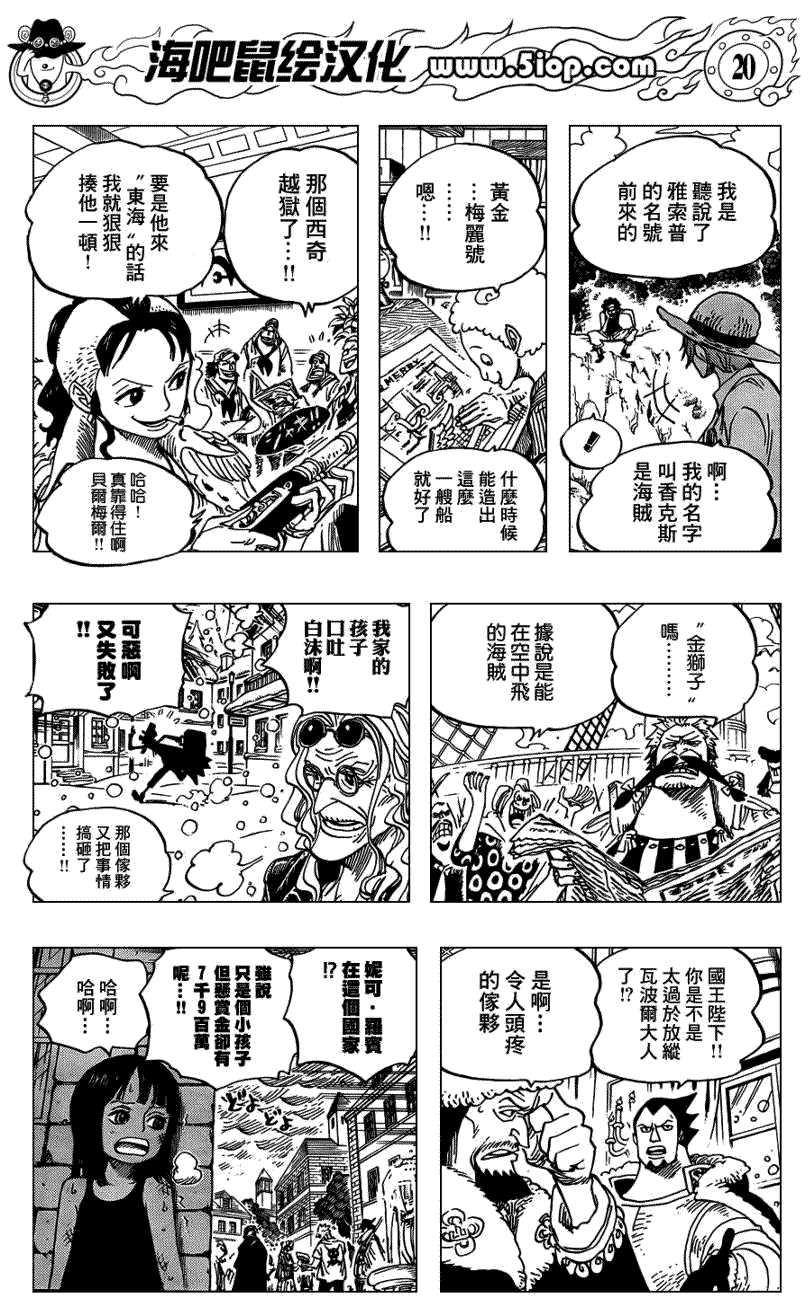 海吧鼠绘汉化
www.5iop.com
20
我是
聽說了
雅索普
的名號
前來的
!
啊…
我的名字
叫香克斯
是海賊
黃金
…梅麗號
……
嗯…!!
什麼時候
能造出
這麼
一艘船
就好了
那個西奇
越獄了…!!
要是他來
〝東海〞的話
我就狠狠
揍他一頓！
哈哈！
真靠得住啊
貝爾梅爾!!
〝金獅子〞
嗎………
據說是能
在空中飛
的海賊
我家的
孩子
口吐
白沫啊!!
可惡啊
又失敗了
!!
那個傢夥
又把事情
搞砸了
……!!
國王陛下!!
你是不是
太過於放縱
瓦波爾大人
了!?
是啊…
令人頭疼
的傢夥
妮可．羅賓
在這個國家
!?
雖說
只是個小孩子
但懸賞金卻有
7千9百萬
呢…!!
どよ
どよ
哈啊…
哈啊…